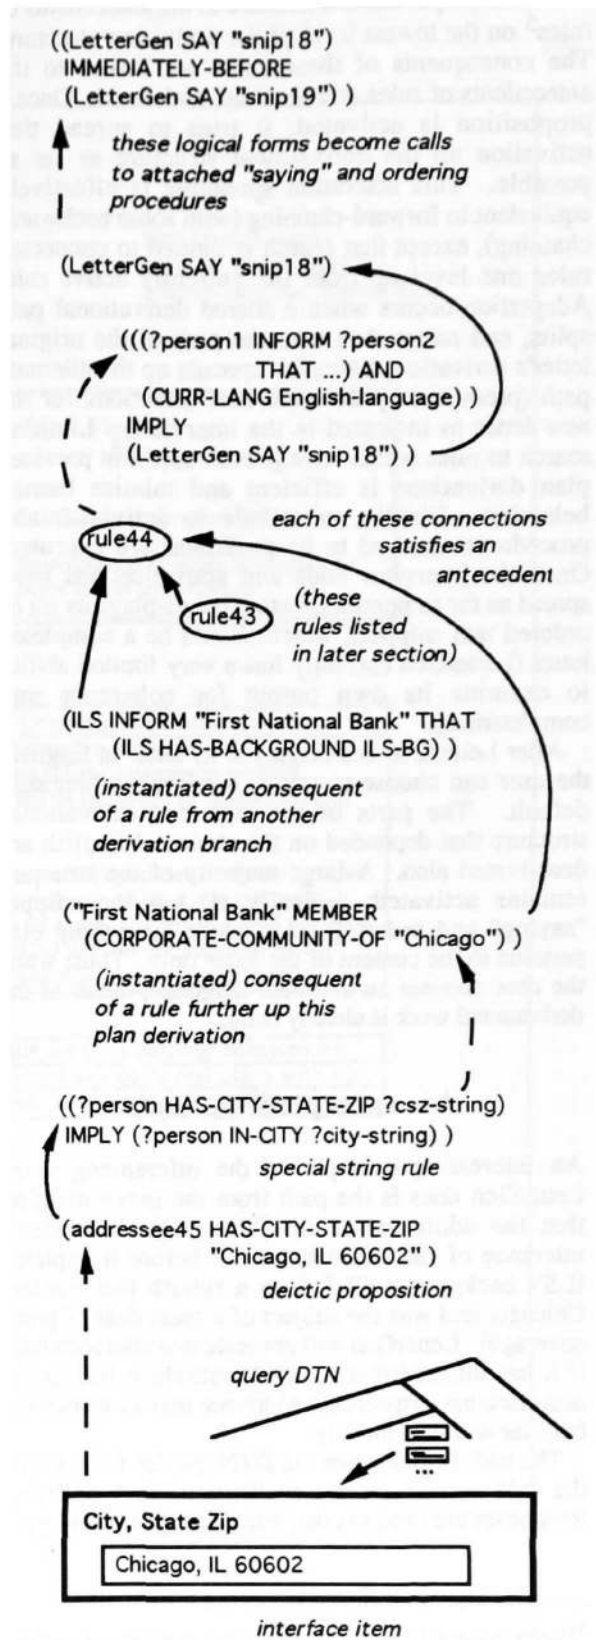 ((LetterGen SAY "snip18")
IMMEDIATELY-BEFORE
(LetterGen SAY "snip19") )
these logical forms become calls
to attached "saying", and ordering
procedures
(LetterGen SAY "snip18")
(((?person1 INFORM ?person2
THAT ...) AND
(CURR-LANG English-language) )
IMPLY
(LetterGen SAY "snip18") )
rule44
each of these connections
satisfies an
antecedent
rule43
(these
rules listed
in later section)
(ILS INFORM "First National Bank" THAT
(ILS HAS-BACKGROUND ILS-BG) )
(instantiated) consequent
of a rule from another
derivation branch
("First National Bank" MEMBER
(CORPORATE-COMMUNITY-OF "Chicago") )
(instantiated) consequent
of a rule further up this
plan derivation
((?person HAS-CITY-STATE-ZIP ?csz-string)
IMPLY (?person IN-CITY ?city-string) )
special string rule
(addressee45 HAS-CITY-STATE-ZIP
"Chicago, IL 60602" )
deictic proposition
query DTN
...
City, State Zip
Chicago, IL 60602
interface item